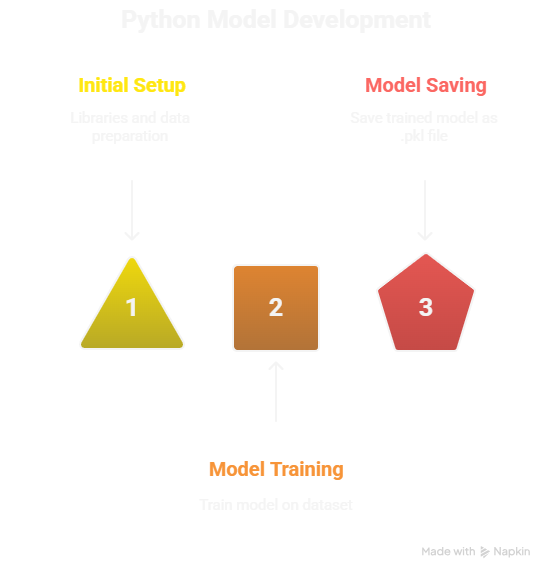 Python Model Development
Initial Setup
Libraries and data
preparation
Model Saving
Save trained model as
.pkl file
1
2
3
Model Training
Train model on dataset
Made with Napkin